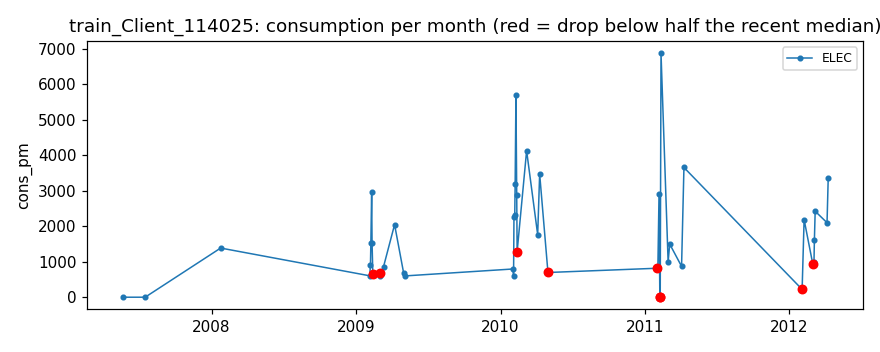 train_Client_114025: consumption per month (red = drop below half the recent median)
7000
6000
5000
4000
3000
2000
1000
0
cons_pm
ELEC
2008 2009 2010 2011 2012